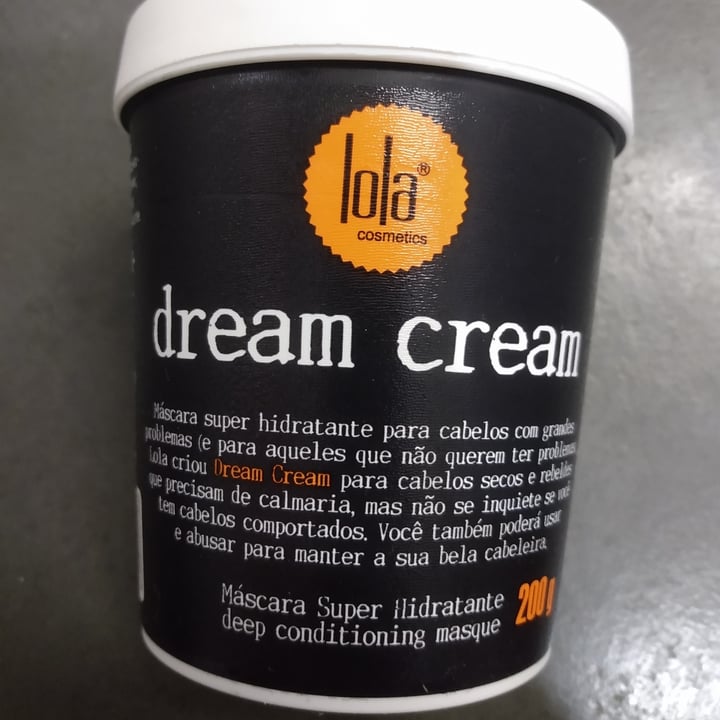 lola®
cosmetics
dream cream
Máscara super hidratante para cabelos com grandes
problemas (e para aqueles que não querem ter problemas
Lola criou Dream Cream para cabelos secos e rebeldes
que precisam de calmaria, mas não se inquiete se você
tem cabelos comportados. Você também poderá usar
e abusar para manter a sua bela cabeleira.
Máscara Super Hidratante
deep conditioning masque
200 g